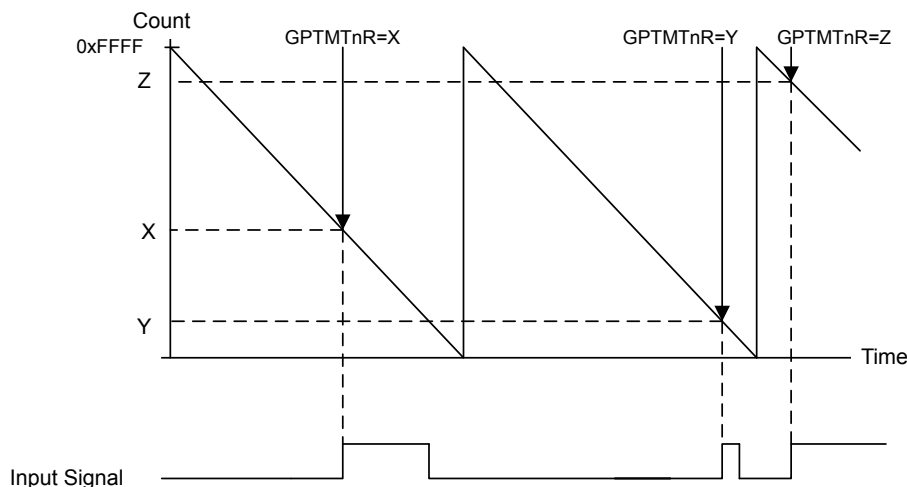 Count
0xFFFF
GPTMTnR=X
GPTMTnR=Y
GPTMTnR=Z
Z
X
Y
Time
Input Signal